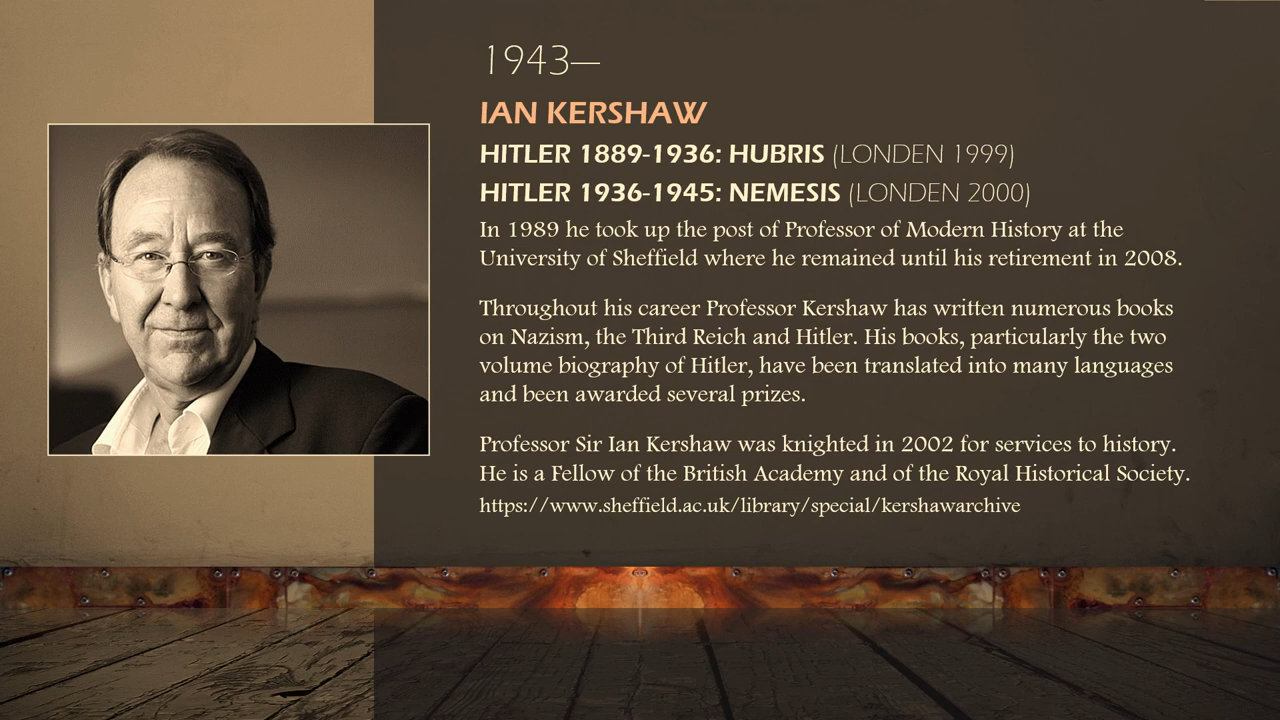 1943–
IAN KERSHAW
HITLER 1889-1936: HUBRIS (LONDEN 1999)
HITLER 1936-1945: NEMESIS (LONDEN 2000)
In 1989 he took up the post of Professor of Modern History at the
University of Sheffield where he remained until his retirement in 2008.
Throughout his career Professor Kershaw has written numerous books
on Nazism, the Third Reich and Hitler. His books, particularly the two
volume biography of Hitler, have been translated into many languages
and been awarded several prizes.
Professor Sir Ian Kershaw was knighted in 2002 for services to history.
He is a Fellow of the British Academy and of the Royal Historical Society.
https://www.sheffield.ac.uk/library/special/kershawarchive